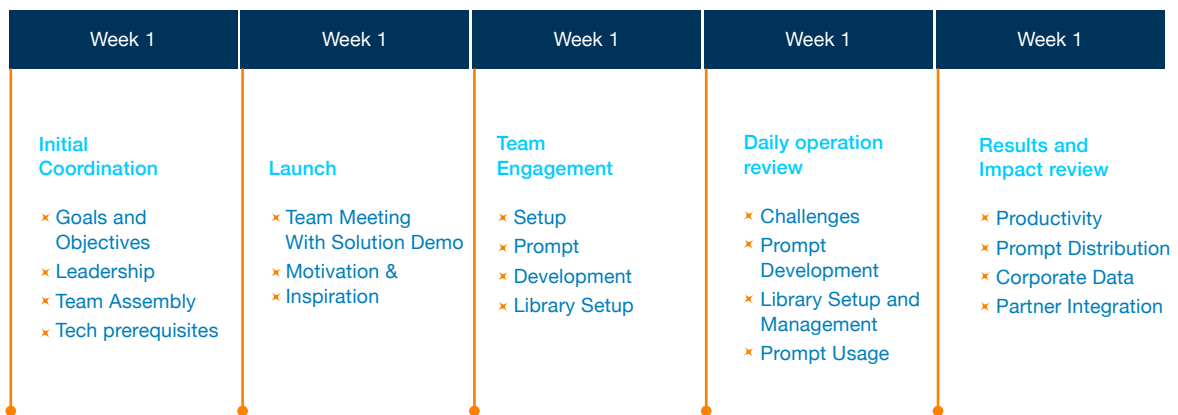 Week 1
Week 1
Week 1
Week 1
Week 1
Initial
Coordination
Goals and
Objectives
Leadership
Team Assembly
Tech prerequisites
Launch
Team Meeting
With Solution Demo
Motivation &
Inspiration
Team
Engagement
Setup
Prompt
Development
Library Setup
Daily operation
review
Challenges
Prompt
Development
Library Setup and
Management
Prompt Usage
Results and
Impact review
Productivity
Prompt Distribution
Corporate Data
Partner Integration